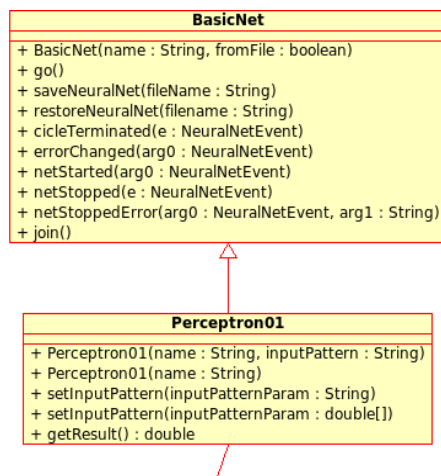 BasicNet
+ BasicNet(name : String, fromFile : boolean)
+ go()
+ saveNeuralNet(fileName : String)
+ restoreNeuralNet(filename : String)
+ cicleTerminated(e : NeuralNetEvent)
+ errorChanged(arg0 : NeuralNetEvent)
+ netStarted(arg0 : NeuralNetEvent)
+ netStopped(e : NeuralNetEvent)
+ netStoppedError(arg0 : NeuralNetEvent, arg1 : String)
+ join()
Perceptron01
+ Perceptron01(name : String, inputPattern : String)
+ Perceptron01(name : String)
+ setInputPattern(inputPatternParam : String)
+ setInputPattern(inputPatternParam : double[])
+ getResult() : double